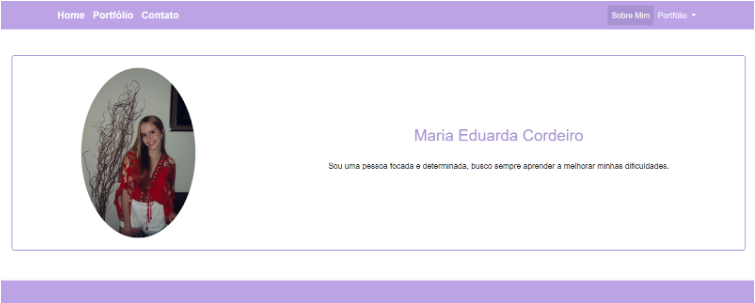 Home Portfólio Contato Sobre Mim Portfólio
Maria Eduarda Cordeiro
Sou uma pessoa focada e determinada, busco sempre aprender a melhorar minhas dificuldades.